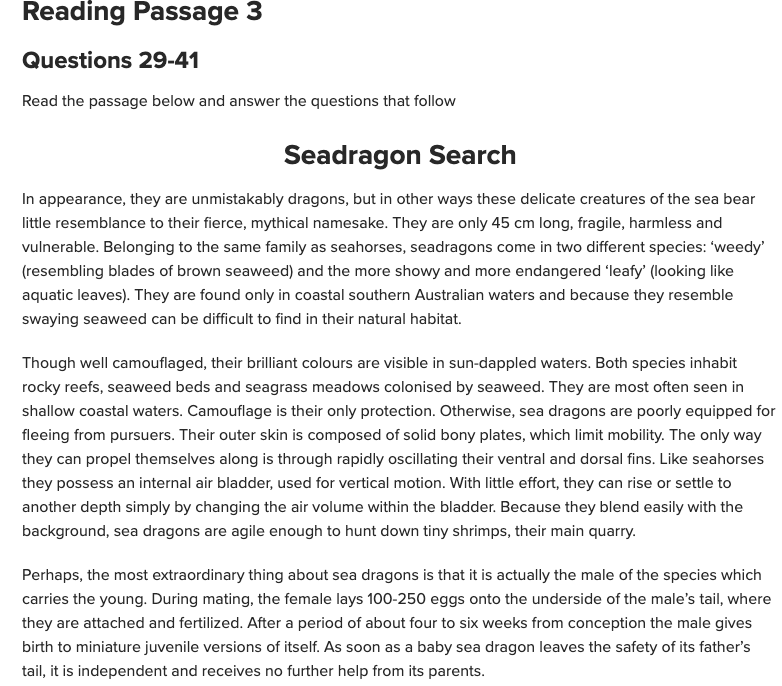 Reading Passage 3
Questions 29-41
Read the passage below and answer the questions that follow
Seadragon Search
In appearance, they are unmistakably dragons, but in other ways these delicate creatures of the sea bear
little resemblance to their fierce, mythical namesake. They are only 45 cm long, fragile, harmless and
vulnerable. Belonging to the same family as seahorses, seadragons come in two different species: ‘weedy’
(resembling blades of brown seaweed) and the more showy and more endangered ‘leafy’ (looking like
aquatic leaves). They are found only in coastal southern Australian waters and because they resemble
swaying seaweed can be difficult to find in their natural habitat.
Though well camouflaged, their brilliant colours are visible in sun-dappled waters. Both species inhabit
rocky reefs, seaweed beds and seagrass meadows colonised by seaweed. They are most often seen in
shallow coastal waters. Camouflage is their only protection. Otherwise, sea dragons are poorly equipped for
fleeing from pursuers. Their outer skin is composed of solid bony plates, which limit mobility. The only way
they can propel themselves along is through rapidly oscillating their ventral and dorsal fins. Like seahorses
they possess an internal air bladder, used for vertical motion. With little effort, they can rise or settle to
another depth simply by changing the air volume within the bladder. Because they blend easily with the
background, sea dragons are agile enough to hunt down tiny shrimps, their main quarry.
Perhaps, the most extraordinary thing about sea dragons is that it is actually the male of the species which
carries the young. During mating, the female lays 100-250 eggs onto the underside of the male’s tail, where
they are attached and fertilized. After a period of about four to six weeks from conception the male gives
birth to miniature juvenile versions of itself. As soon as a baby sea dragon leaves the safety of its father’s
tail, it is independent and receives no further help from its parents.